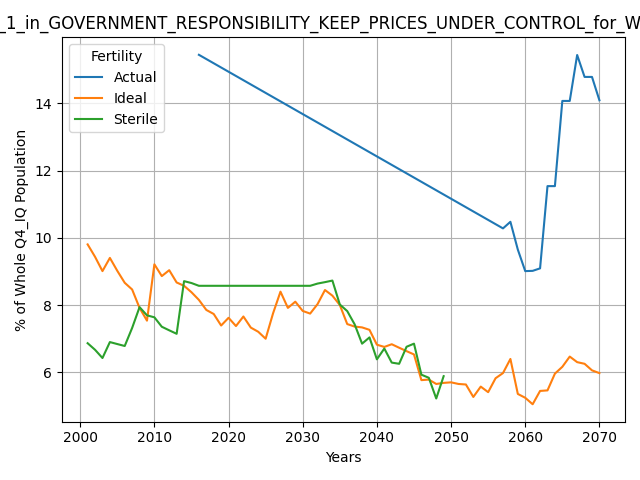 _1_in_GOVERNMENT_RESPONSIBILITY_KEEP_PRICES_UNDER_CONTROL_for_W
Fertility
Actual
Ideal
Sterile
% of Whole Q4_IQ Population
14
12
10
8
6
2000 2010 2020 2030 2040 2050 2060 2070
Years